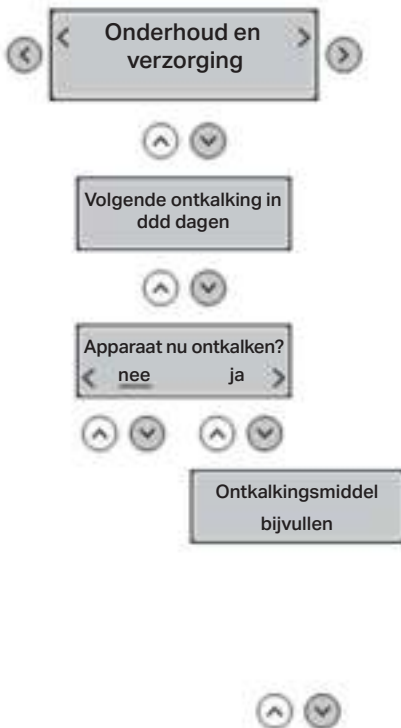 Onderhoud en
verzorging
Volgende ontkalking in
ddd dagen
Apparaat nu ontkalken?
nee ja
Ontkalkingsmiddel
bijvullen